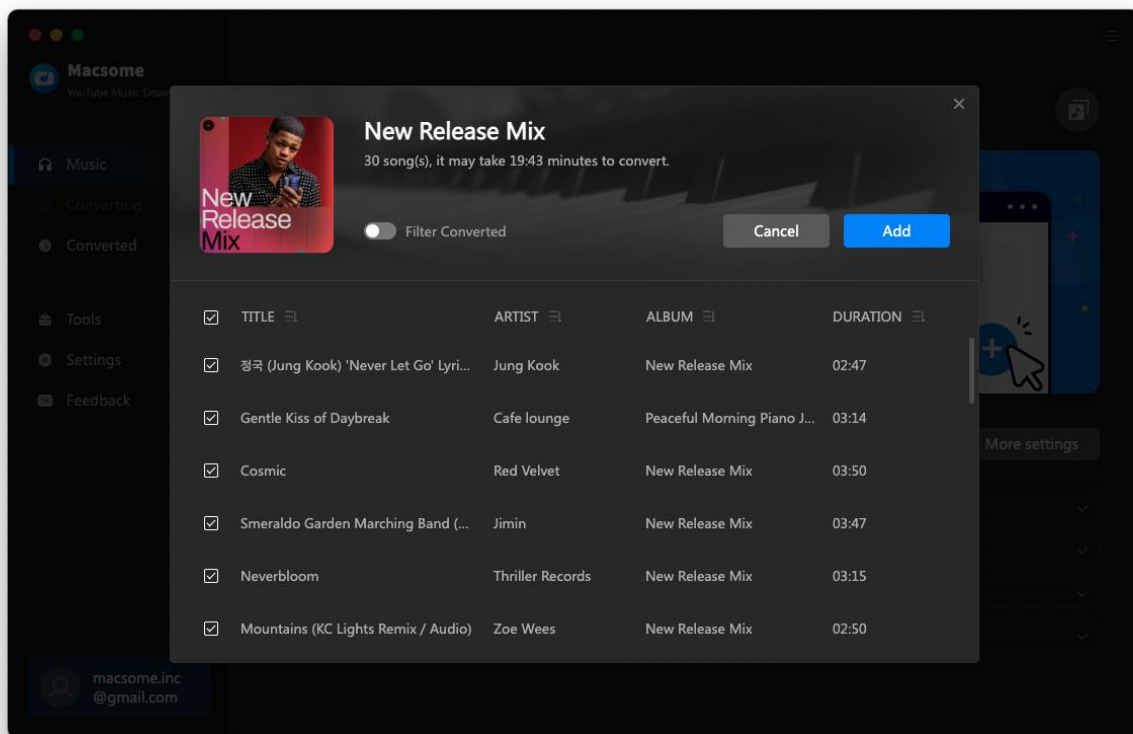 Macsome
YouTube Music Down
Music
Converting
Converted
Tools
Settings
Feedback
macsome.inc
@gmail.com
New
Release
Mix
New Release Mix
30 song(s), it may take 19:43 minutes to convert.
Filter Converted
Cancel
Add
TITLE ARTIST ALBUM DURATION
정국 (Jung Kook) 'Never Let Go' Lyri... Jung Kook New Release Mix 02:47
Gentle Kiss of Daybreak Cafe lounge Peaceful Morning Piano J... 03:14
Cosmic Red Velvet New Release Mix 03:50
Smeraldo Garden Marching Band (... Jimin New Release Mix 03:47
Neverbloom Thriller Records New Release Mix 03:15
Mountains (KC Lights Remix / Audio) Zoe Wees New Release Mix 02:50
More settings